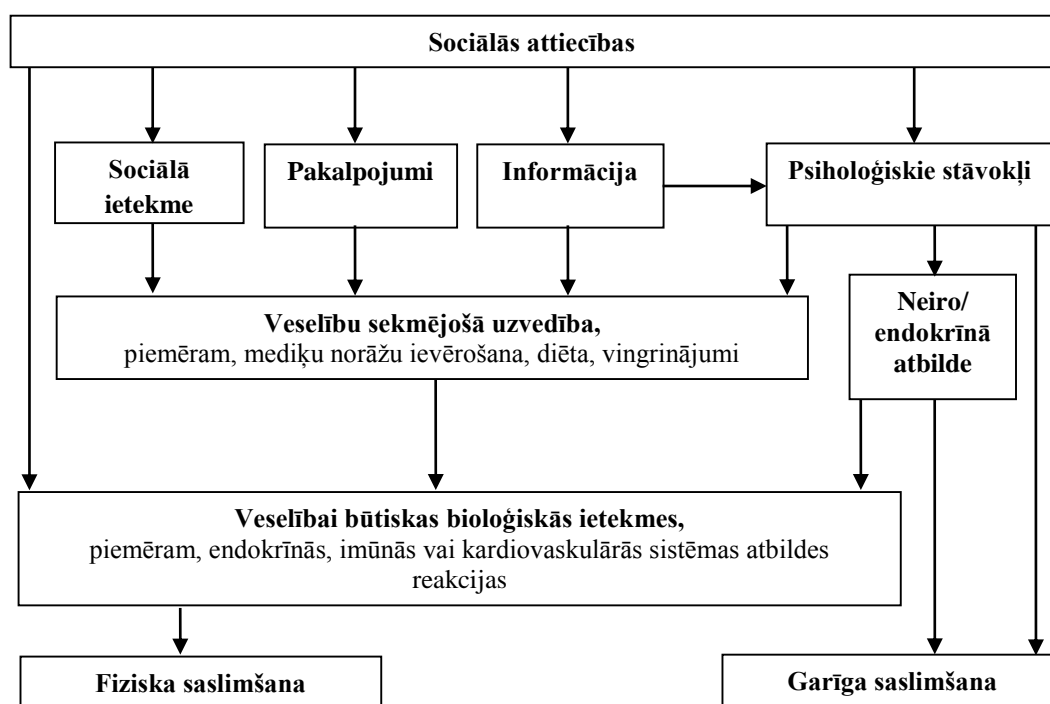 Sociālās attiecības
Sociālā
ietekme
Pakalpojumi
Informācija
Psiholoģiskie stāvokļi
Neiro/
endokrīnā
atbilde
Veselību sekmējošā uzvedība,
piemēram, mediķu norāžu ievērošana, diēta, vingrinājumi
Veselībai būtiskas bioloģiskās ietekmes,
piemēram, endokrīnās, imūnās vai kardiovaskulārās sistēmas atbildes
reakcijas
Fiziska saslimšana
Garīga saslimšana